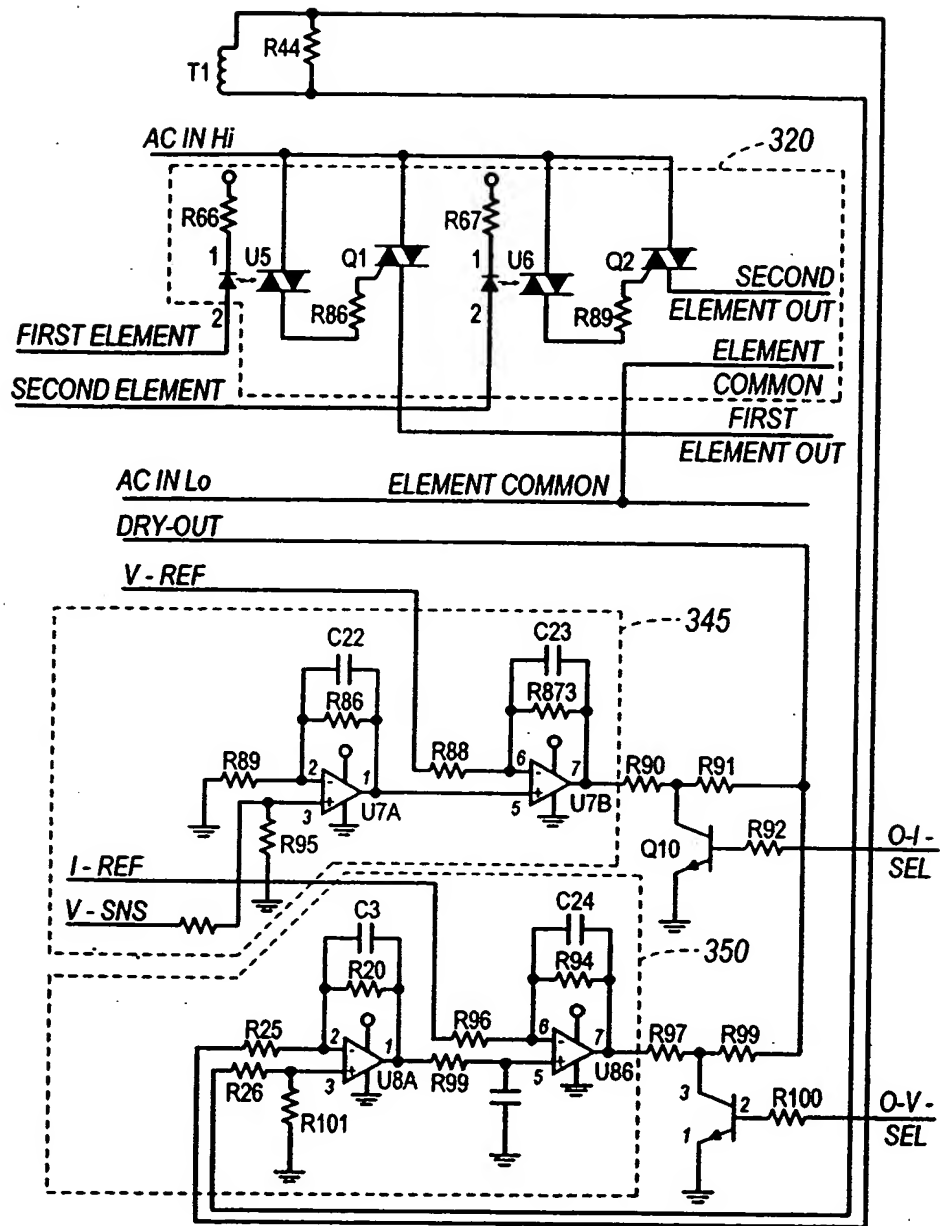 R44
T1
AC IN Hi
320
R66
R67
1
U5
Q1
1
U6
Q2
SECOND
R86
R89
ELEMENT OUT
2
2
FIRST ELEMENT
ELEMENT
SECOND ELEMENT
COMMON
FIRST
ELEMENT OUT
AC IN Lo
ELEMENT COMMON
DRY-OUT
V - REF
345
C22
C23
R86
R873
R89
2
1
R88
6
7
R90
R91
3
U7A
5
U7B
R95
Q10
R92
O-I-
SEL
I - REF
V - SNS
C3
C24
350
R20
R94
R25
2
1
R96
6
7
R97
R99
R26
3
U8A
R99
5
U86
R101
3
2
R100
O-V-
1
SEL